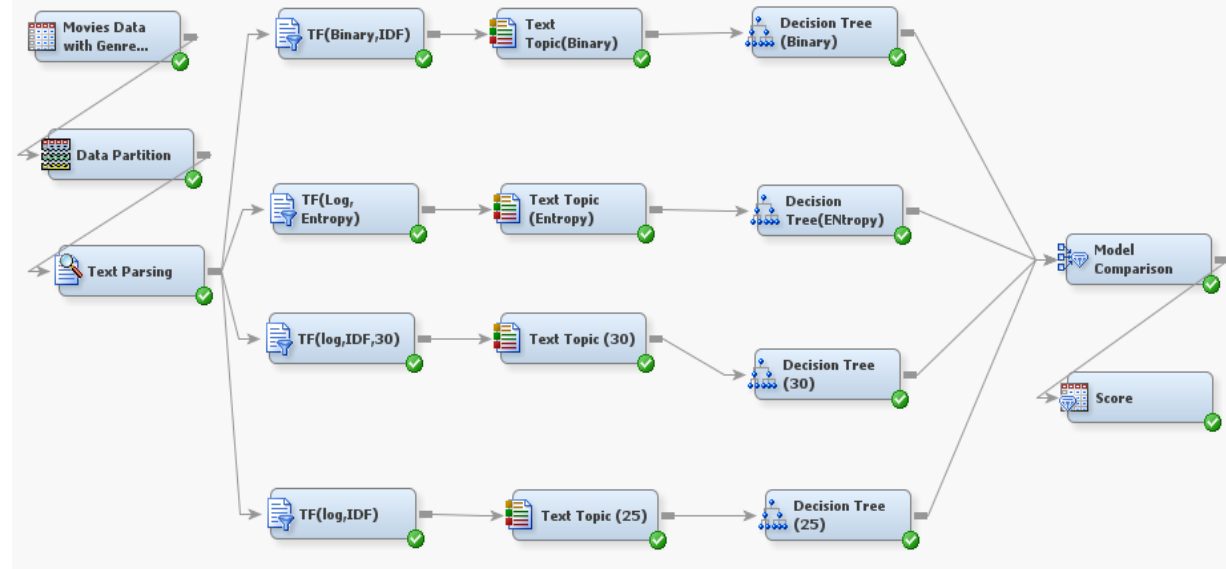 Movies Data
with Genre...
Data Partition
Text Parsing
TF(Binary,IDF)
Text
Topic(Binary)
Decision Tree
(Binary)
TF(Log,
Entropy)
Text Topic
(Entropy)
Decision
Tree(ENtropy)
TF(log,IDF,30)
Text Topic (30)
Decision Tree
(30)
TF(log,IDF)
Text Topic (25)
Decision Tree
(25)
Model
Comparison
Score